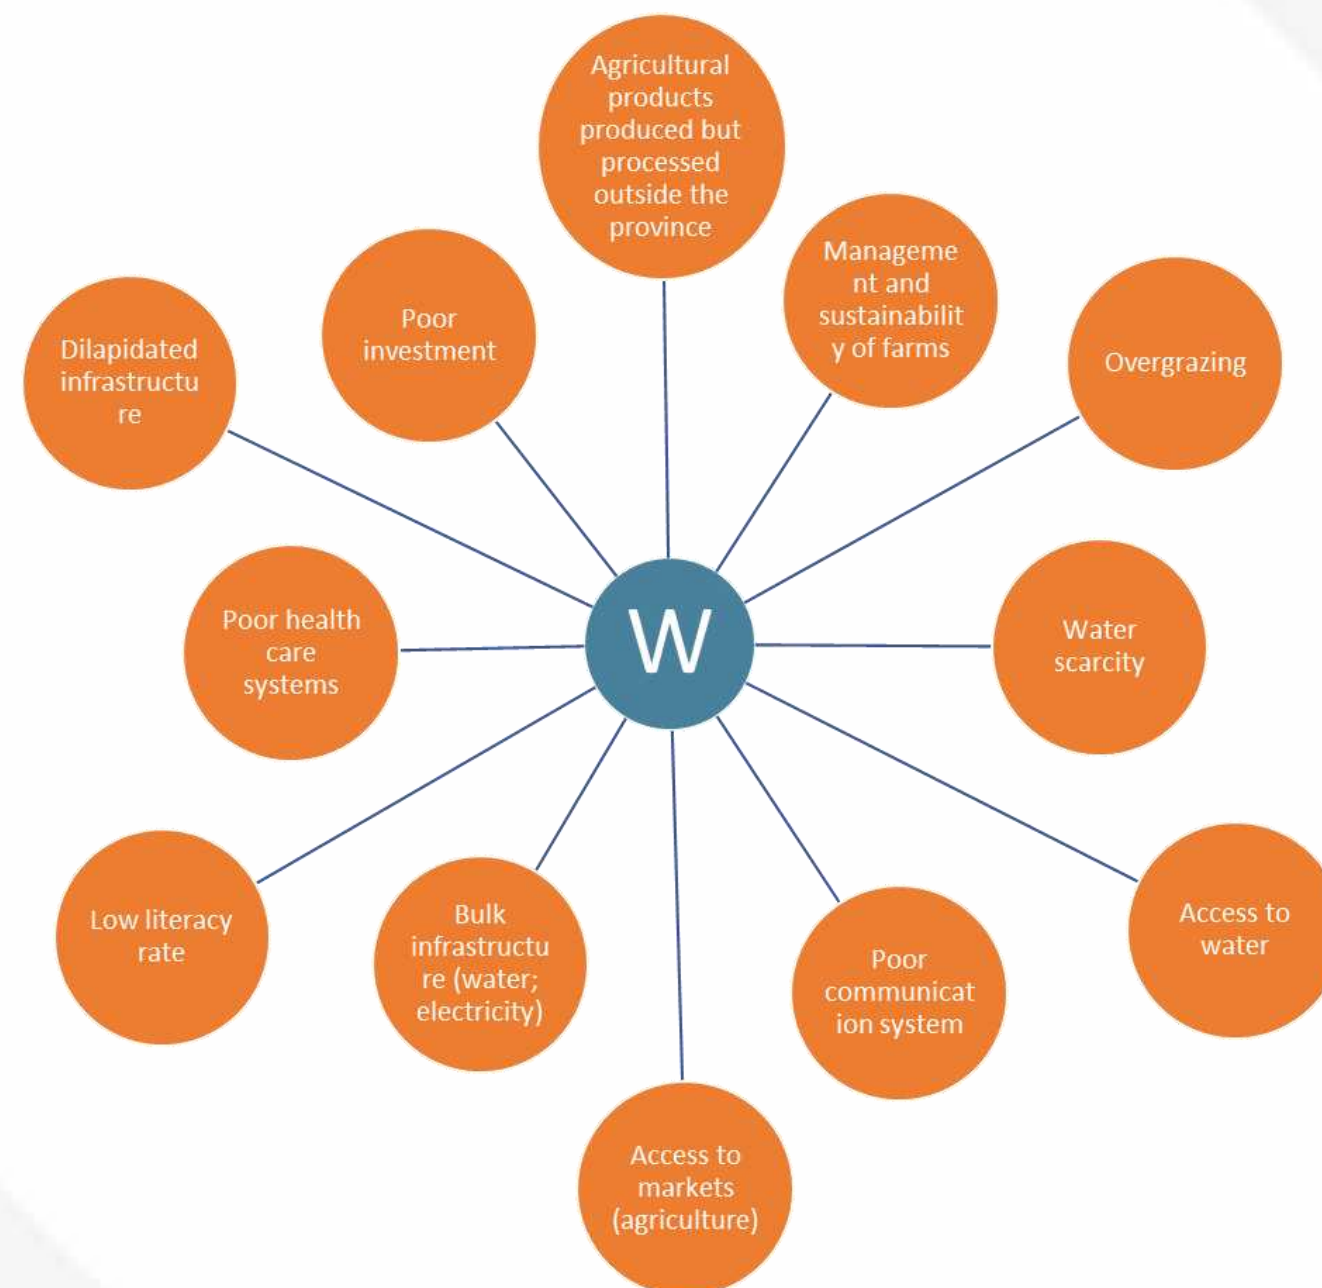 Agricultural
products
produced but
processed
outside the
province
Manageme
nt and
sustainabilit
y of farms
Overgrazing
Water
scarcity
Access to
water
Poor
communicat
ion system
Access to
markets
(agriculture)
Bulk
infrastructu
re (water;
electricity)
Low literacy
rate
Poor health
care
systems
Dilapidated
infrastructu
re
Poor
investment
W